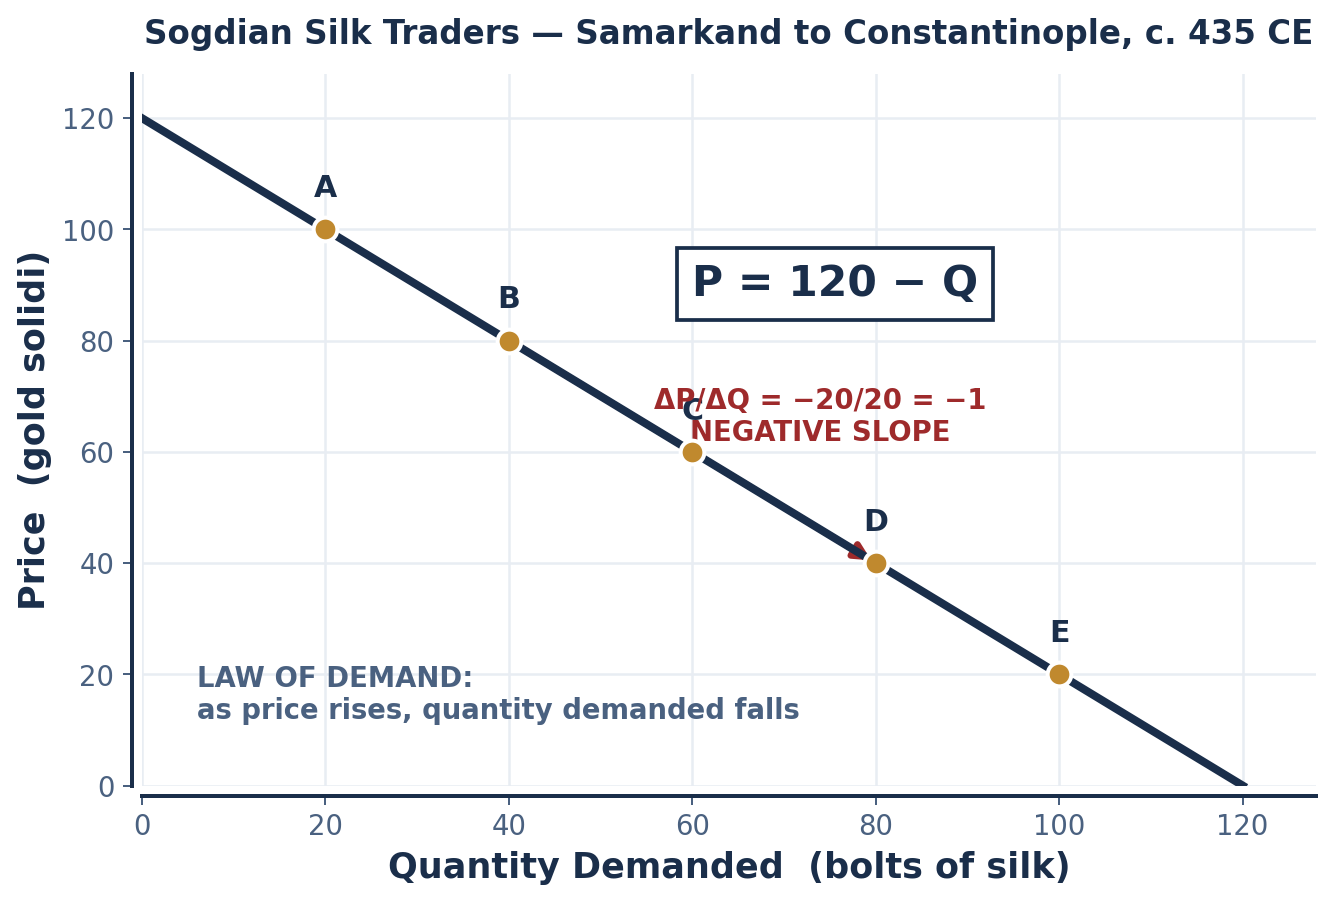 Sogdian Silk Traders — Samarkand to Constantinople, c. 435 CE
Price (gold solidi)
120
100
80
60
40
20
0
A
B
P = 120 − Q
ΔP/ΔQ = −20/20 = −1
C
NEGATIVE SLOPE
D
E
LAW OF DEMAND:
as price rises, quantity demanded falls
0 20 40 60 80 100 120
Quantity Demanded (bolts of silk)